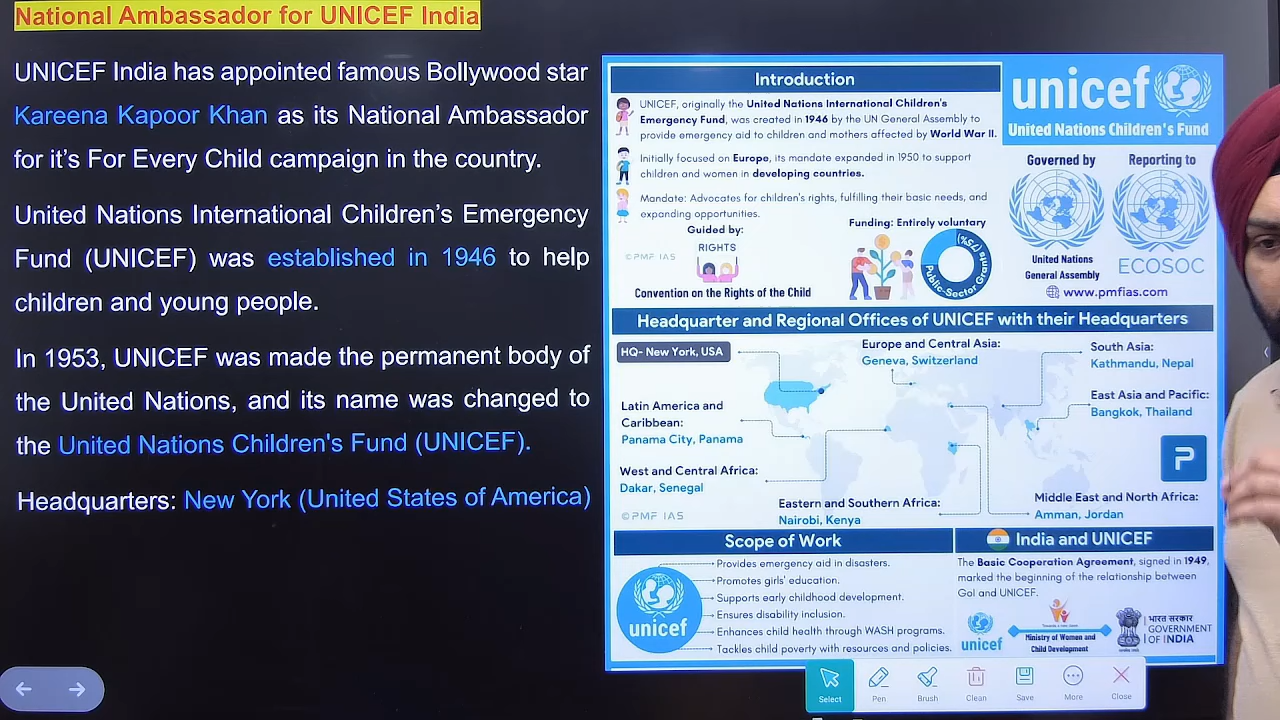 National Ambassador for UNICEF India
UNICEF India has appointed famous Bollywood star
Kareena Kapoor Khan as its National Ambassador
for it's For Every Child campaign in the country.
United Nations International Children's Emergency
Fund (UNICEF) was established in 1946 to help
children and young people.
In 1953, UNICEF was made the permanent body of
the United Nations, and its name was changed to
the United Nations Children's Fund (UNICEF).
Headquarters: New York (United States of America)
Introduction
UNICEF, originally the United Nations International Children's
Emergency Fund, was created in 1946 by the UN General Assembly to
provide emergency aid to children and mothers affected by World War II.
Initially focused on Europe, its mandate expanded in 1950 to support
children and women in developing countries.
Mandate: Advocates for children's rights, fulfilling their basic needs, and
expanding opportunities.
Guided by:
RIGHTS
Convention on the Rights of the Child
©PMF IAS
Funding: Entirely voluntary
Public-Sector Grants (75%)
unicef
United Nations Children's Fund
Governed by
United Nations
General Assembly
Reporting to
ECOSOC
www.pmfias.com
Headquarter and Regional Offices of UNICEF with their Headquarters
HQ- New York, USA
Europe and Central Asia:
Geneva, Switzerland
South Asia:
Kathmandu, Nepal
East Asia and Pacific:
Bangkok, Thailand
Latin America and
Caribbean:
Panama City, Panama
West and Central Africa:
Dakar, Senegal
Eastern and Southern Africa:
Nairobi, Kenya
Middle East and North Africa:
Amman, Jordan
©PMF IAS
Scope of Work
unicef
Provides emergency aid in disasters.
Promotes girls' education.
Supports early childhood development.
Ensures disability inclusion.
Enhances child health through WASH programs.
Tackles child poverty with resources and policies.
India and UNICEF
The Basic Cooperation Agreement, signed in 1949,
marked the beginning of the relationship between
GoI and UNICEF.
unicef
Ministry of Women and
Child Development
भारत सरकार
GOVERNMENT
OF INDIA
Select
Pen
Brush
Clean
Save
More
Close